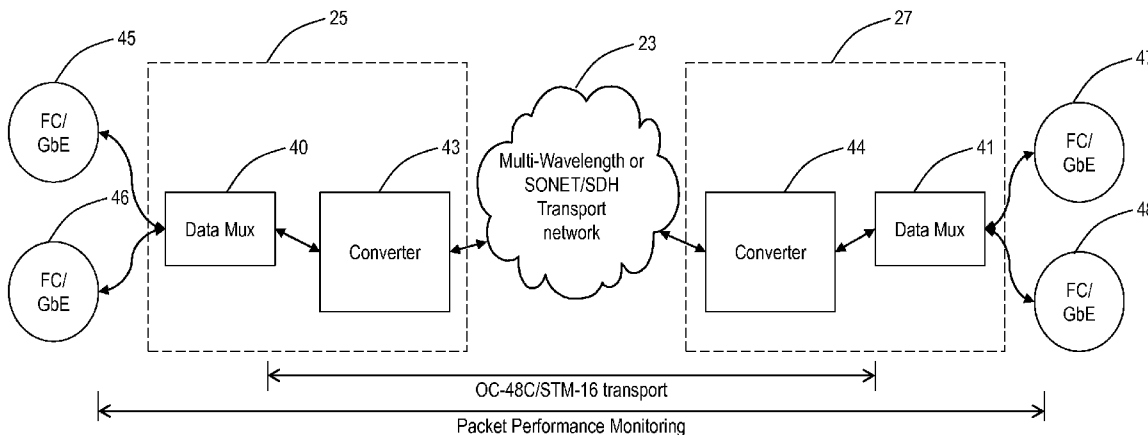 45
25
23
27
47
FC/
GbE
40
43
Multi-Wavelength or
SONET/SDH
Transport
network
44
41
FC/
GbE
46
Data Mux
Converter
Converter
Data Mux
48
FC/
GbE
FC/
GbE
OC-48C/STM-16 transport
Packet Performance Monitoring